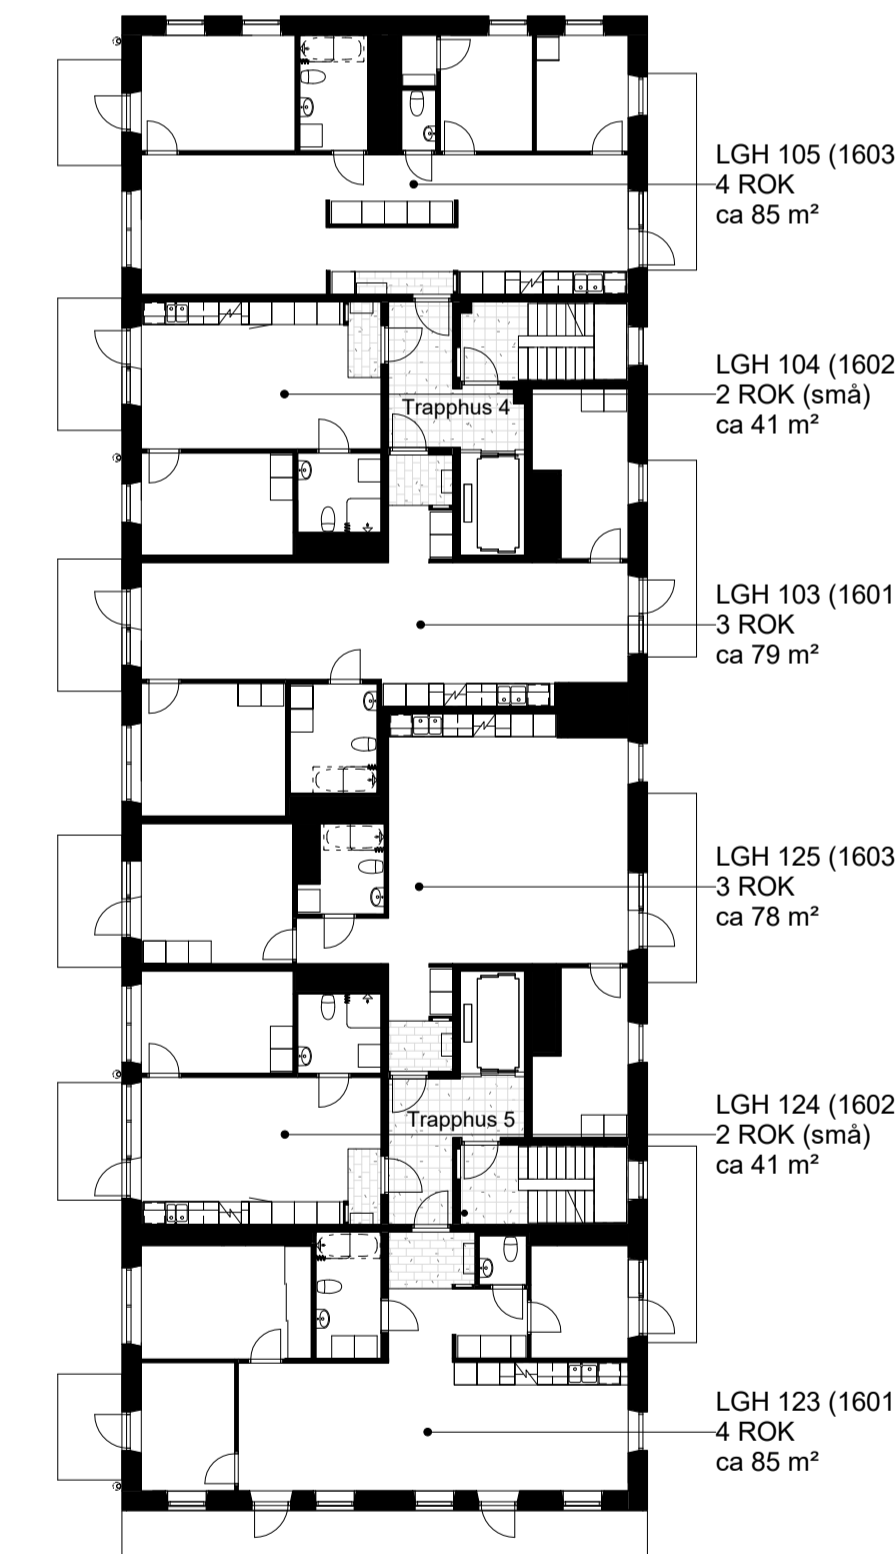 LGH 105 (1603
4 ROK
ca 85 m²
LGH 104 (1602
2 ROK (små)
ca 41 m²
Trapphus 4
LGH 103 (1601
3 ROK
ca 79 m²
LGH 125 (1603
3 ROK
ca 78 m²
LGH 124 (1602
2 ROK (små)
ca 41 m²
Trapphus 5
LGH 123 (1601
4 ROK
ca 85 m²